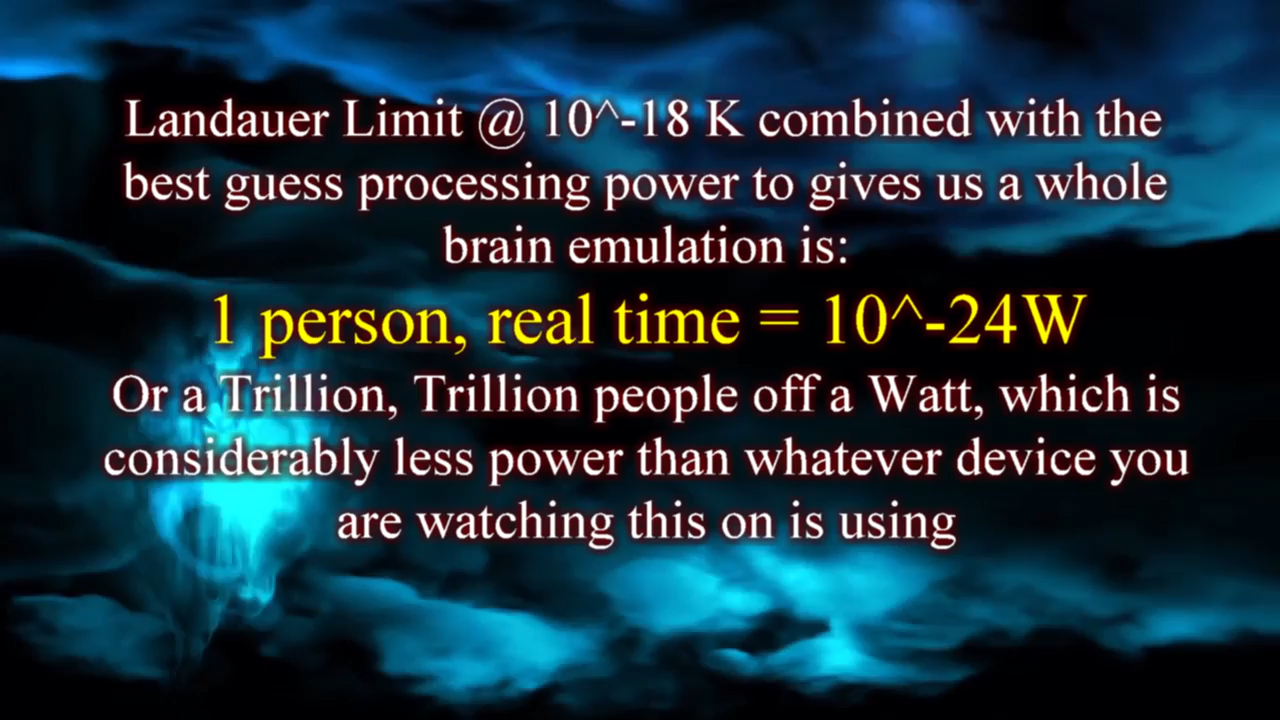 Landauer Limit @ 10^-18 K combined with the
best guess processing power to gives us a whole
brain emulation is:
1 person, real time = 10^-24W
Or a Trillion, Trillion people off a Watt, which is
considerably less power than whatever device you
are watching this on is using